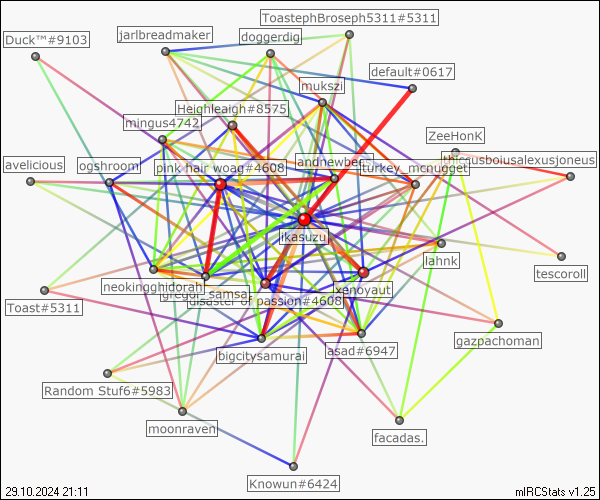 ToastephBroseph5311#5311
Duck™#9103
jarlbreadmaker
doggerdig
default#0617
mukszi
Heighleigh#8575
mingus4742
ZeeHonK
avelicious
ogshroom
pink hair woag#4608
andnewbees
turkey_mcnugget
thiccusboiusalexusjoneus
ikasuzu
lahnk
tescoroll
neokingghidorah
gregor_samsa
xenoyaut
disaster of passion#4608
Toast#5311
gazpachoman
bigcitysamurai
asad#6947
Random Stuf6#5983
moonraven
facadas.
Knowun#6424
29.10.2024 21:11
mIRCStats v1.25